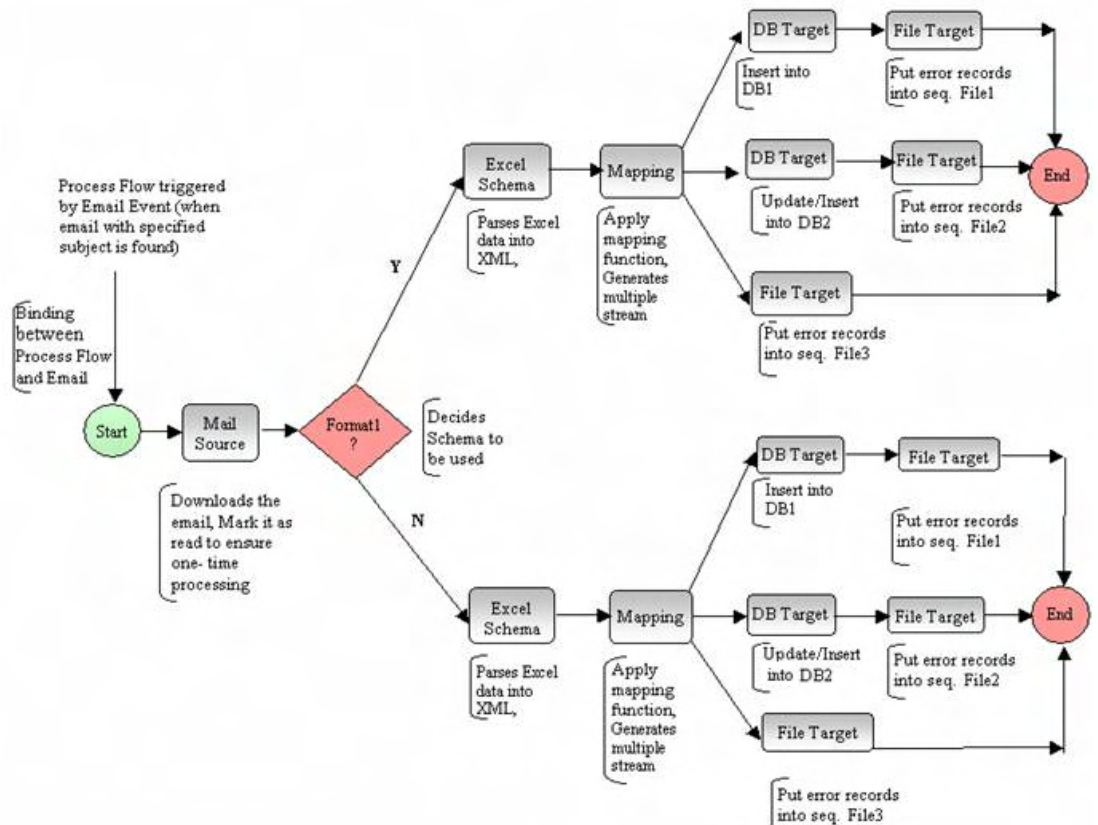 Process Flow triggered
by Email Event (when
email with specified
subject is found)
Binding
between
Process Flow
and Email
Start
Mail
Source
Downloads the
email, Mark it as
read to ensure
one- time
processing
Format1
?
Decides
Schema to
be used
Y
Excel
Schema
Parses Excel
data into
XML,
Mapping
Apply
mapping
function,
Generates
multiple
stream
DB Target
Insert into
DB1
File Target
Put error records
into seq. File1
DB Target
Update/Insert
into DB2
File Target
Put error records
into seq. File2
File Target
Put error records
into seq. File3
End
N
Excel
Schema
Parses Excel
data into
XML,
Mapping
Apply
mapping
function,
Generates
multiple
stream
DB Target
Insert into
DB1
File Target
Put error records
into seq. File1
DB Target
Update/Insert
into DB2
File Target
Put error records
into seq. File2
File Target
Put error records
into seq. File3
End